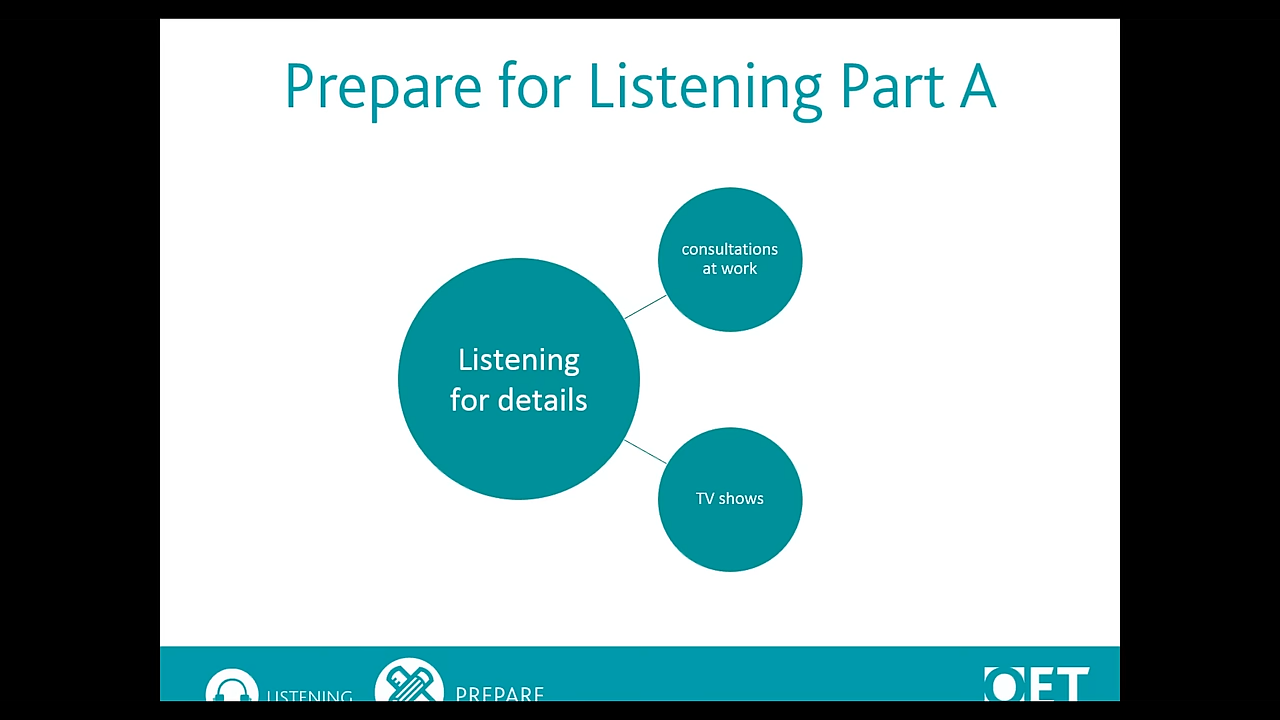 Prepare for Listening Part A
consultations
at work
Listening
for details
TV shows
LISTENING
PREPARE
OET